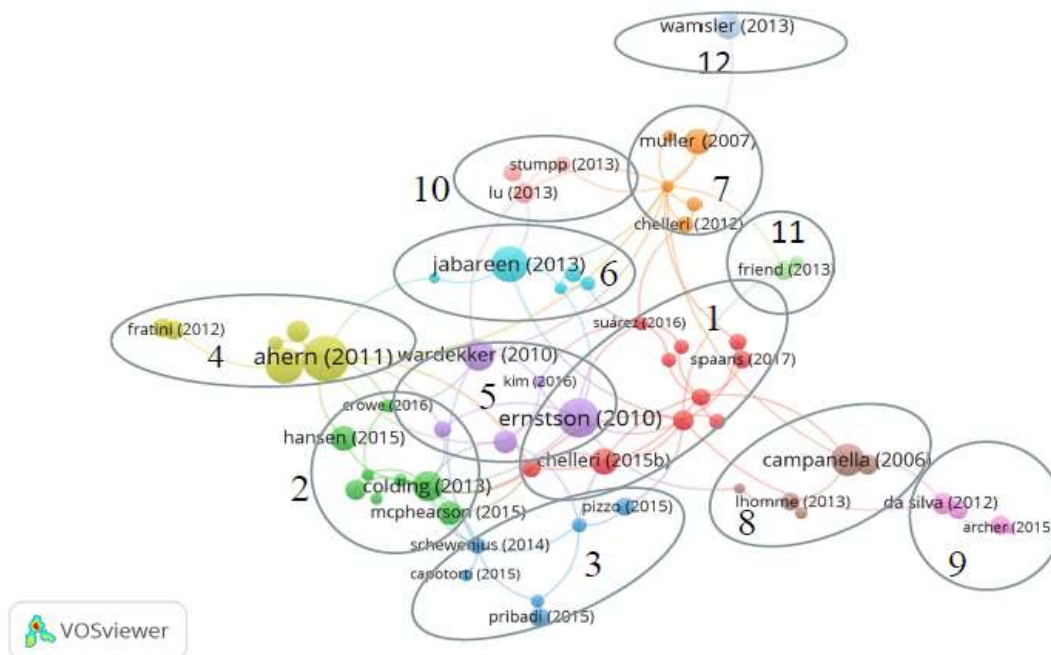 wamsler (2013)
12
muller (2007)
stumpp (2013)
10
7
lu (2013)
chelleri (2012)
11
jabareen (2013)
6
friend (2013)
suárez (2016)
1
fratini (2012)
4
ahern (2011)
wardekker (2010)
spaans (2017)
kim (2016)
5
crowe (2016)
ernstson (2010)
hansen (2015)
chelleri (2015b)
campanella (2006)
2
colding (2013)
lhomme (2013)
da silva (2012)
mcphearson (2015)
pizzo (2015)
8
archer (2015
schewenius (2014)
3
9
capotorti (2015)
pribadi (2015)
VOSviewer